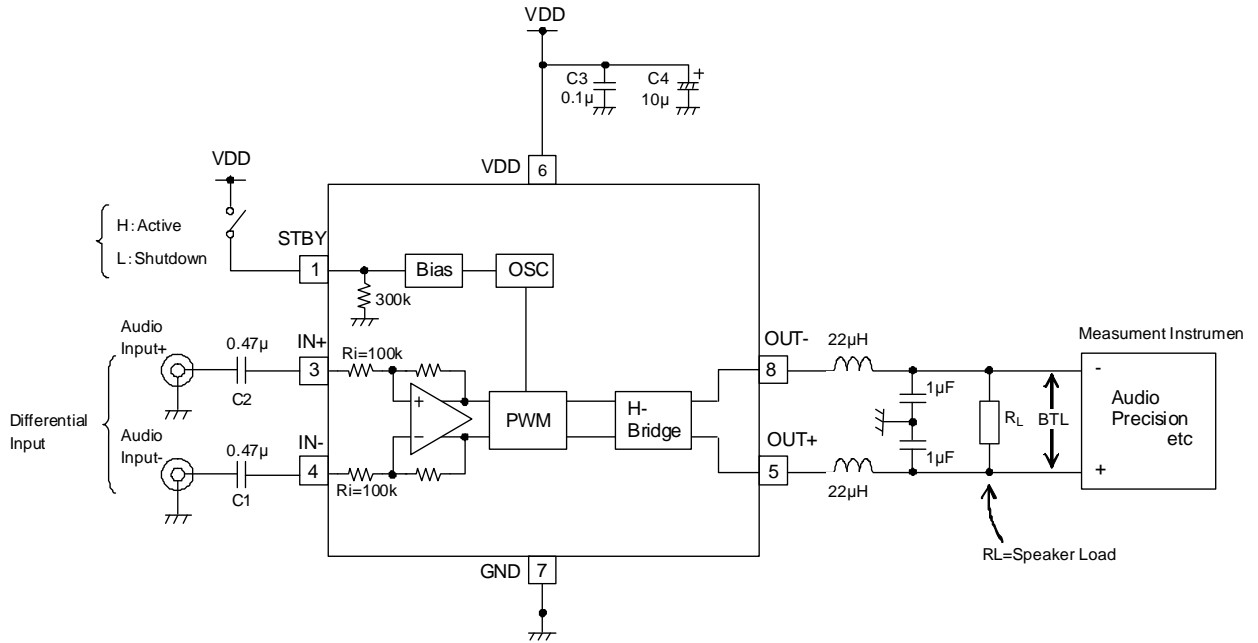 VDD
C3
0.1µ
C4
+
10µ
VDD
6
VDD
H:Active
L:Shutdown
STBY
1
Bias
OSC
300k
Audio
Input+
0.47µ
C2
IN+
3
Ri=100k
+
−
PWM
H-
Bridge
OUT-
8
22µH
1µF
1µF
RL
BTL
Measument Instrumen
-
Audio
Precision
etc
+
Differential
Input
Audio
Input-
0.47µ
C1
IN-
4
Ri=100k
OUT+
5
22µH
RL=Speaker Load
GND
7